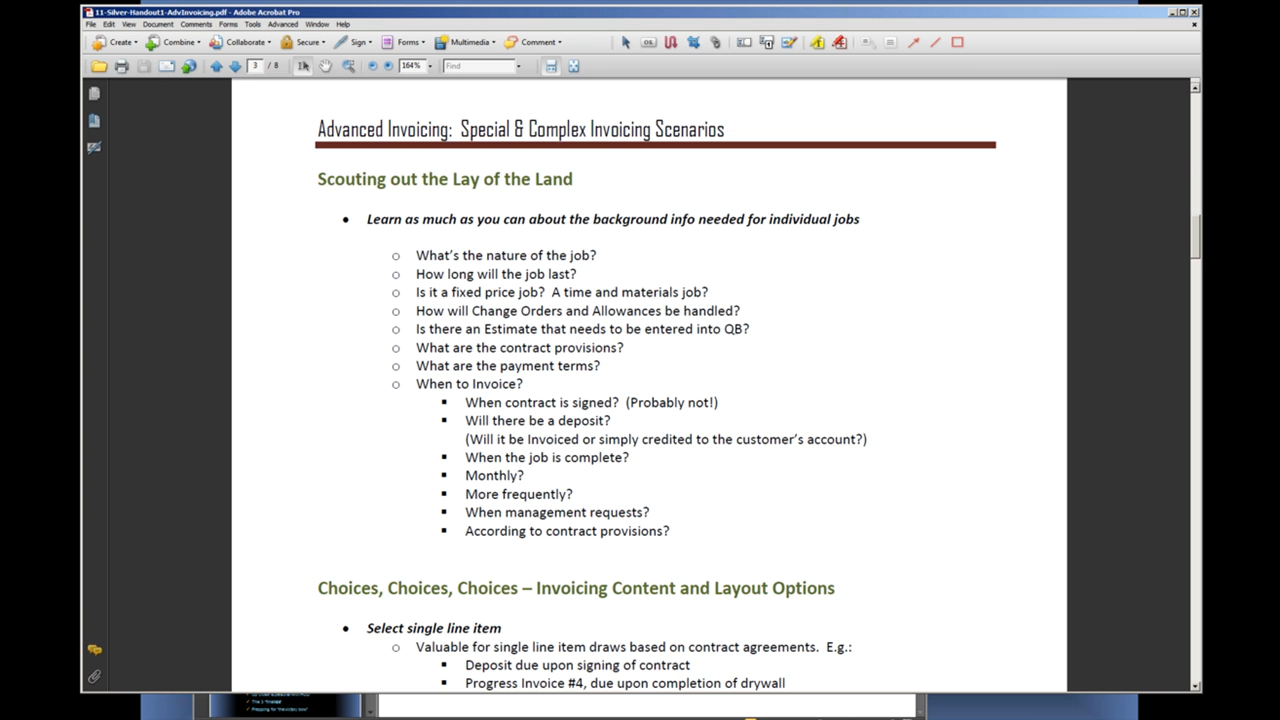 11-Silver-Handout1-AdvInvoicing.pdf - Adobe Acrobat Pro
File Edit View Document Comments Forms Tools Advanced Window Help
Create Combine Collaborate Secure Sign Forms Multimedia Comment
3 / 8 164% Find
Advanced Invoicing: Special & Complex Invoicing Scenarios
Scouting out the Lay of the Land
• Learn as much as you can about the background info needed for individual jobs
o What's the nature of the job?
o How long will the job last?
o Is it a fixed price job? A time and materials job?
o How will Change Orders and Allowances be handled?
o Is there an Estimate that needs to be entered into QB?
o What are the contract provisions?
o What are the payment terms?
o When to Invoice?
▪ When contract is signed? (Probably not!)
▪ Will there be a deposit?
(Will it be Invoiced or simply credited to the customer's account?)
▪ When the job is complete?
▪ Monthly?
▪ More frequently?
▪ When management requests?
▪ According to contract provisions?
Choices, Choices, Choices – Invoicing Content and Layout Options
• Select single line item
o Valuable for single line item draws based on contract agreements. E.g.:
▪ Deposit due upon signing of contract
▪ Progress Invoice #4, due upon completion of drywall